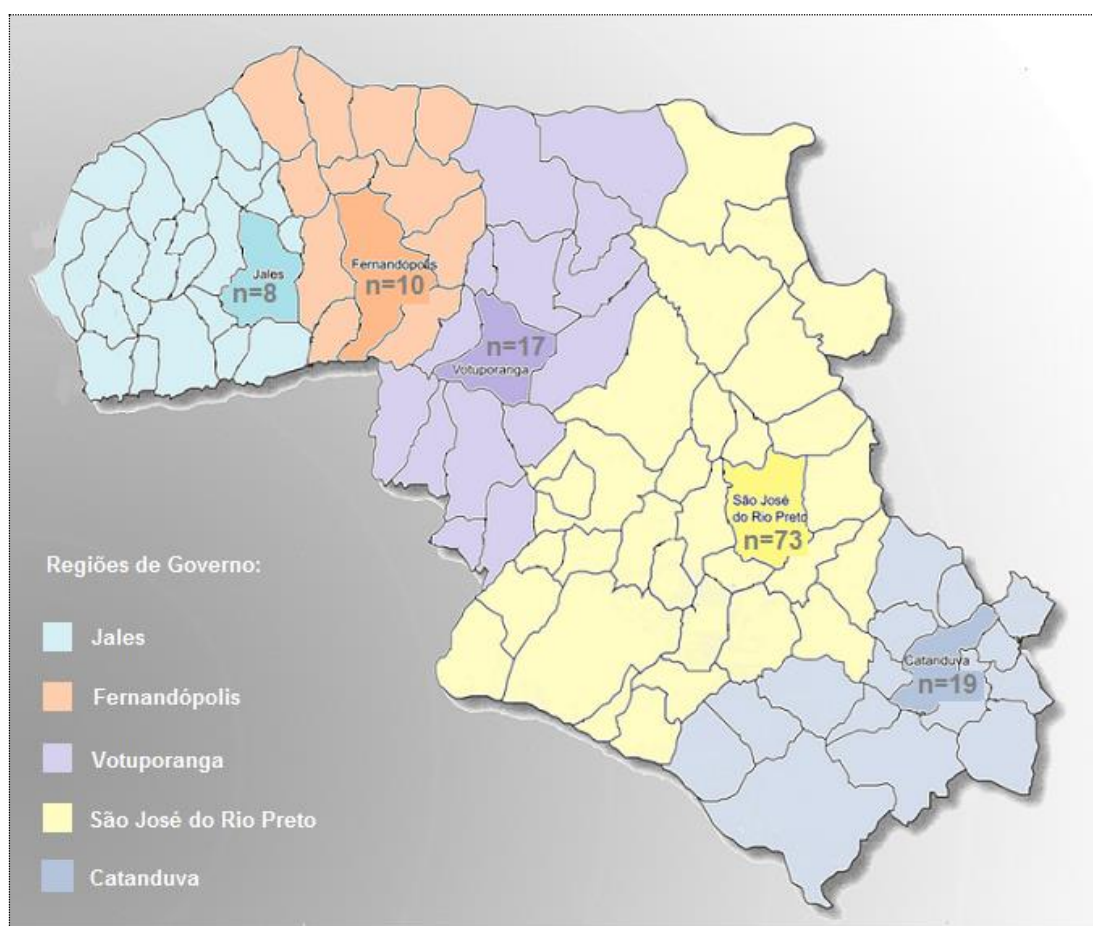 Jales
n=8
Fernandópolis
n=10
n=17
Votuporanga
São José
do Rio Preto
n=73
Catanduva
n=19
Regiões de Governo:
Jales
Fernandópolis
Votuporanga
São José do Rio Preto
Catanduva